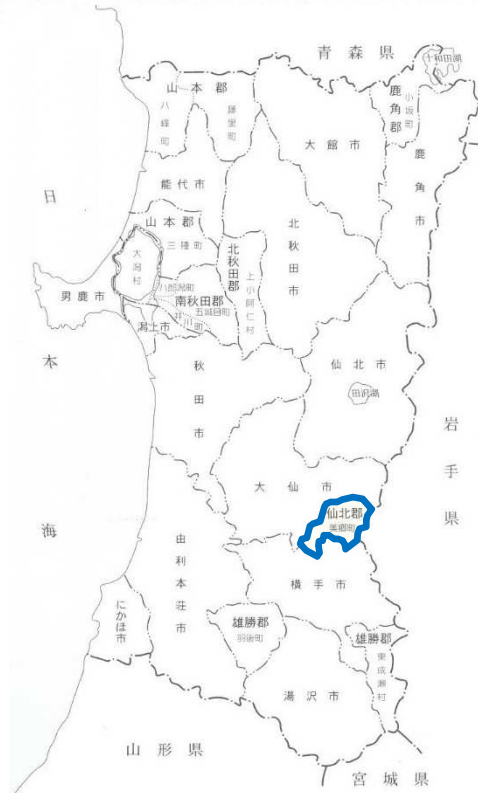 青森県
十和田湖
山本郡
八峰町
藤里町
大館市
鹿角郡
小坂町
鹿角市
能代市
日本海
山本郡
三種町
大潟村
北秋田郡
上小阿仁村
北秋田市
男鹿市
八郎潟町
南秋田郡
五城目町
井川町
潟上市
秋田市
仙北市
田沢湖
岩手県
大仙市
仙北郡
美郷町
由利本荘市
横手市
にかほ市
雄勝郡
羽後町
雄勝郡
東成瀬村
湯沢市
山形県
宮城県